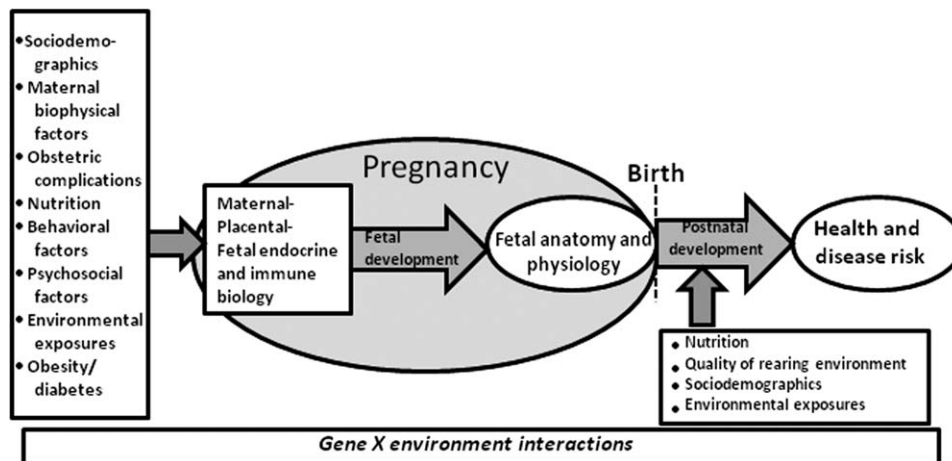 •Sociodemo-
graphics
• Maternal
biophysical
factors
• Obstetric
complications
• Nutrition
• Behavioral
factors
• Psychosocial
factors
• Environmental
exposures
• Obesity/
diabetes
Pregnancy
Maternal-
Placental-
Fetal endocrine
and immune
biology
Fetal
development
Fetal anatomy and
physiology
Birth
Postnatal
development
Health and
disease risk
• Nutrition
• Quality of rearing environment
• Sociodemographics
• Environmental exposures
Gene X environment interactions